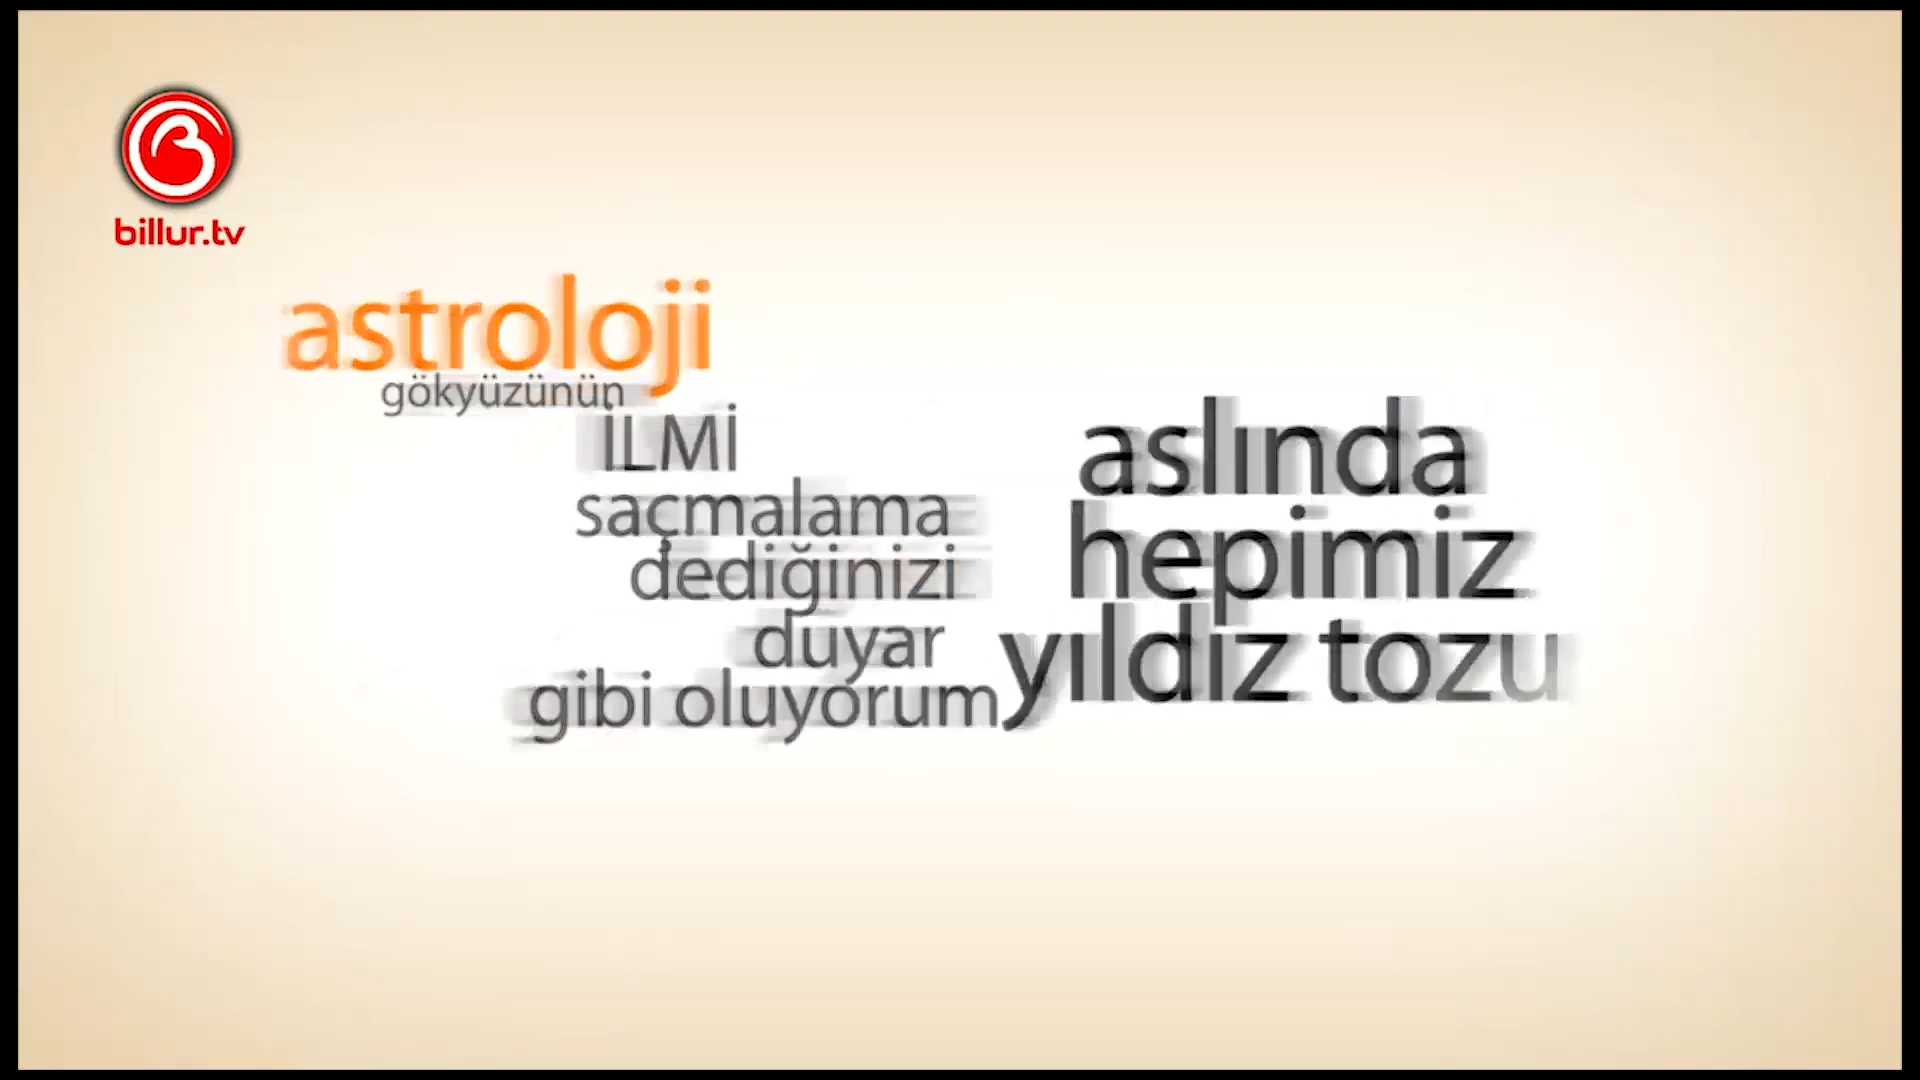 billur.tv
astroloji
gökyüzünün
İLMİ
saçmalama
dediğinizi
duyar
gibi oluyorum
aslında
hepimiz
yıldız tozu